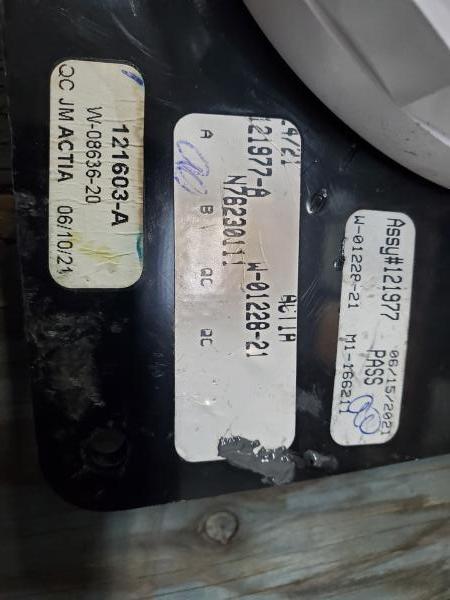 121603-A
W-08636-20
QC JM ACTIA 06/10/21
ACTIA
W-01228-21
N78230111
121977-A
A B QC QC
Assy#121977 PASS
W-01228-21
06/15/2021